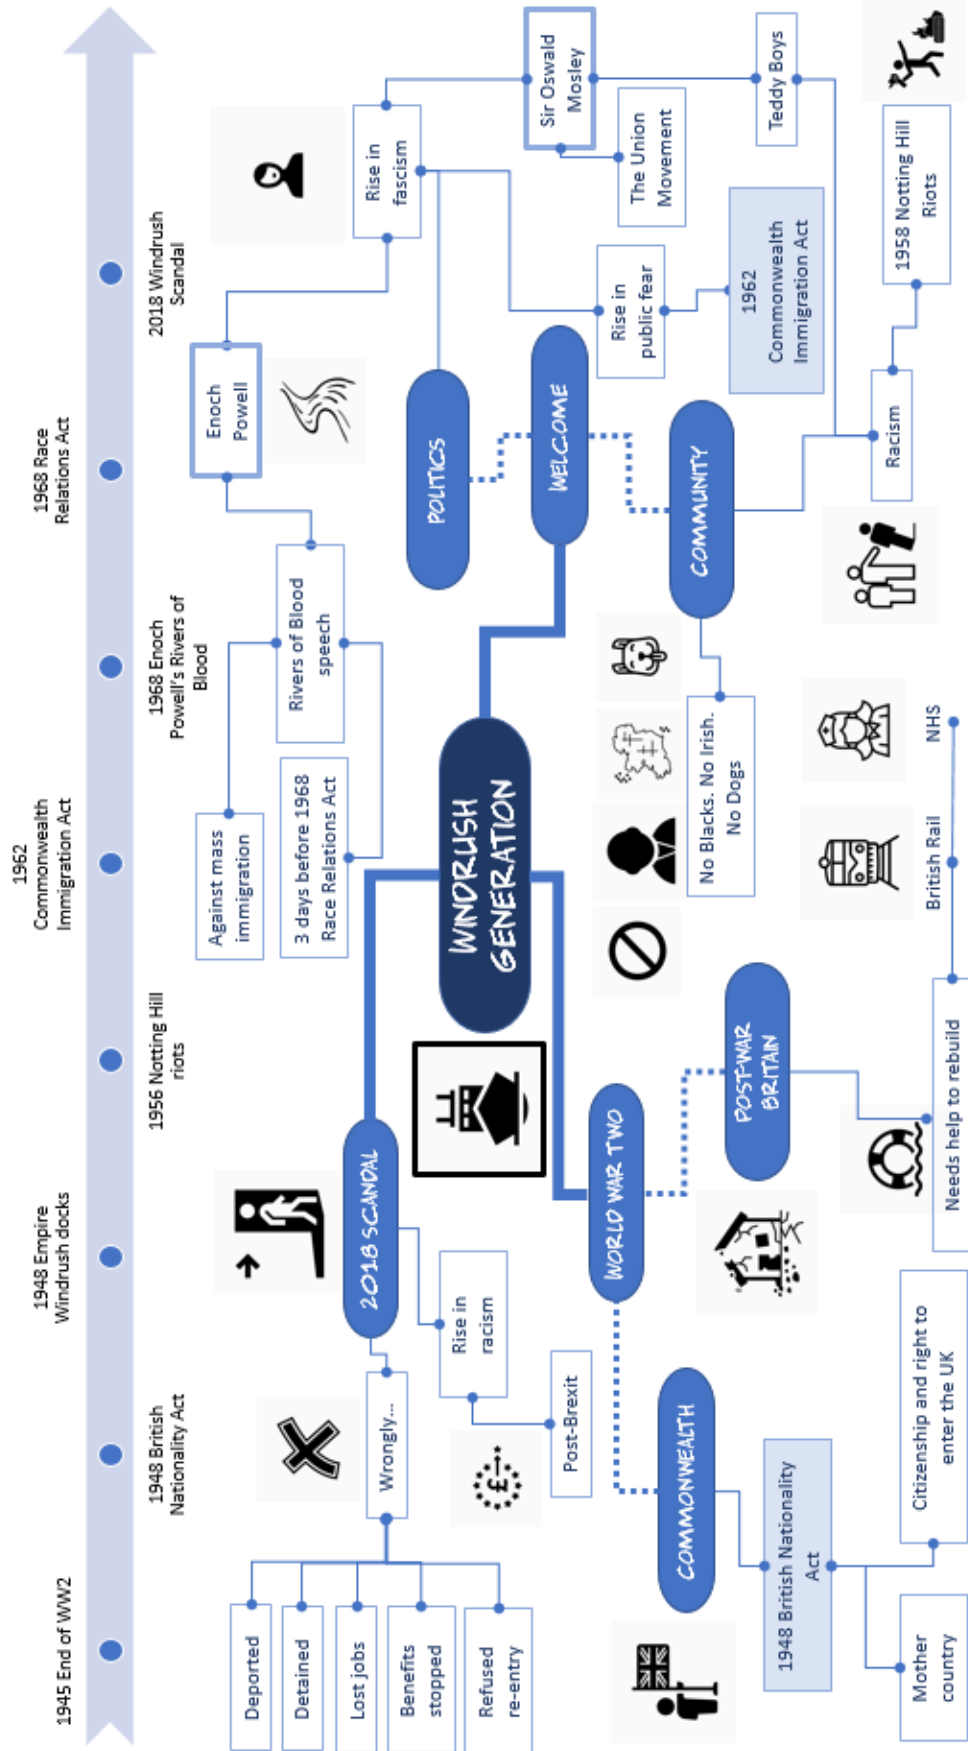 1945 End of WW2
1948 British
Nationality Act
1948 Empire
Windrush docks
1956 Notting Hill
riots
1962
Commonwealth
Immigration Act
1968 Enoch
Powell's Rivers of
Blood
1968 Race
Relations Act
2018 Windrush
Scandal
Deported
Detained
Lost jobs
Benefits
stopped
Refused
re-entry
Wrongly...
2018 SCANDAL
Rise in
racism
Post-Brexit
Against mass
immigration
3 days before 1968
Race Relations Act
Rivers of Blood
speech
Enoch
Powell
Rise in
fascism
Sir Oswald
Mosley
The Union
Movement
Teddy Boys
POLITICS
WELCOME
Rise in
public fear
1962
Commonwealth
Immigration Act
WINDRUSH
GENERATION
COMMUNITY
No Blacks. No Irish.
No Dogs
Racism
1958 Notting Hill
Riots
WORLD WAR TWO
COMMONWEALTH
1948 British Nationality
Act
Mother
country
Citizenship and right to
enter the UK
POST-WAR
BRITAIN
Needs help to rebuild
British Rail
NHS